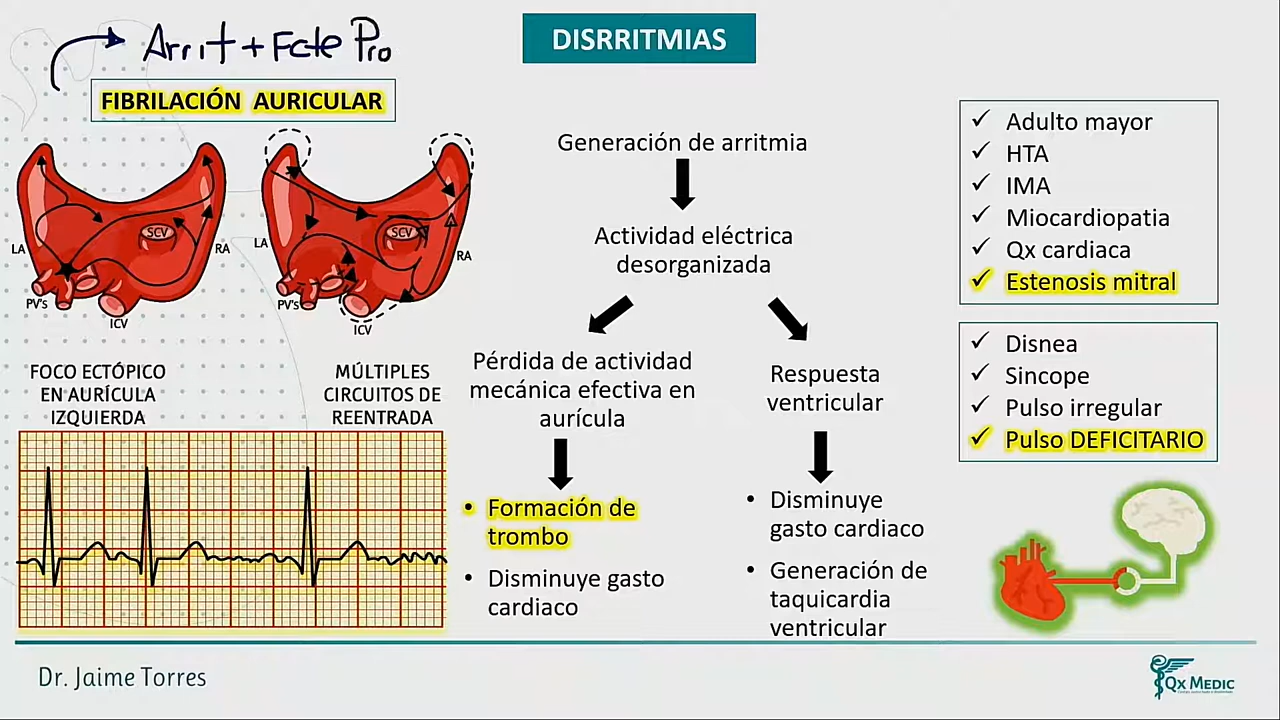 Arrit + Fcte Pro
DISRRITMIAS
FIBRILACIÓN AURICULAR
LA
SCV
RA
PV's
ICV
LA
SCV
RA
PV's
ICV
FOCO ECTÓPICO
EN AURÍCULA
IZQUIERDA
MÚLTIPLES
CIRCUITOS DE
REENTRADA
Generación de arritmia
Actividad eléctrica
desorganizada
Pérdida de actividad
mecánica efectiva en
aurícula
• Formación de
trombo
• Disminuye gasto
cardiaco
Respuesta
ventricular
• Disminuye
gasto cardiaco
• Generación de
taquicardia
ventricular
✓ Adulto mayor
✓ HTA
✓ IMA
✓ Miocardiopatia
✓ Qx cardiaca
✓ Estenosis mitral
✓ Disnea
✓ Sincope
✓ Pulso irregular
✓ Pulso DEFICITARIO
Dr. Jaime Torres
Qx MEDIC